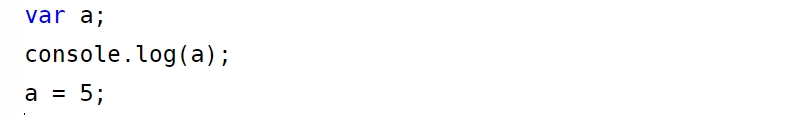 var a;
console.log(a);
a = 5;